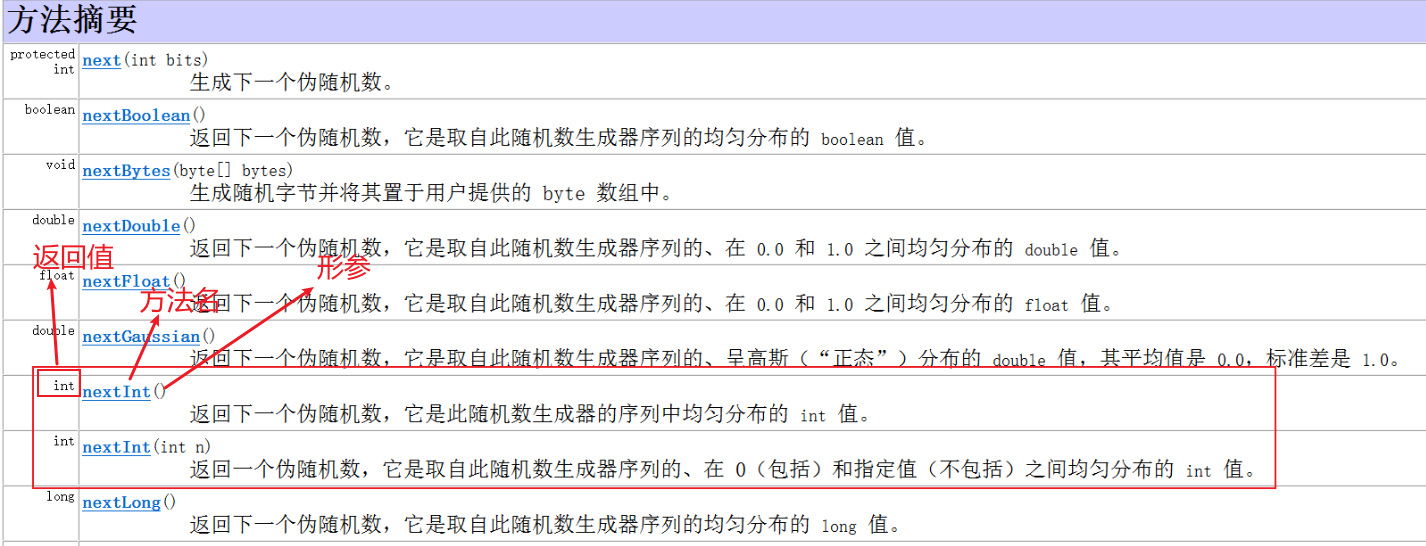 方法摘要
protected int next(int bits)
生成下一个伪随机数。
boolean nextBoolean()
返回下一个伪随机数，它是取自此随机数生成器序列的均匀分布的 boolean 值。
void nextBytes(byte[] bytes)
生成随机字节并将其置于用户提供的 byte 数组中。
double nextDouble()
返回下一个伪随机数，它是取自此随机数生成器序列的、在 0.0 和 1.0 之间均匀分布的 double 值。
返回值
形参
float nextFloat()
方法名
返回下一个伪随机数，它是取自此随机数生成器序列的、在 0.0 和 1.0 之间均匀分布的 float 值。
double nextGaussian()
返回下一个伪随机数，它是取自此随机数生成器序列的、呈高斯（“正态”）分布的 double 值，其平均值是 0.0，标准差是 1.0。
int nextInt()
返回下一个伪随机数，它是此随机数生成器的序列中均匀分布的 int 值。
int nextInt(int n)
返回一个伪随机数，它是取自此随机数生成器序列的、在 0（包括）和指定值（不包括）之间均匀分布的 int 值。
long nextLong()
返回下一个伪随机数，它是取自此随机数生成器序列的均匀分布的 long 值。